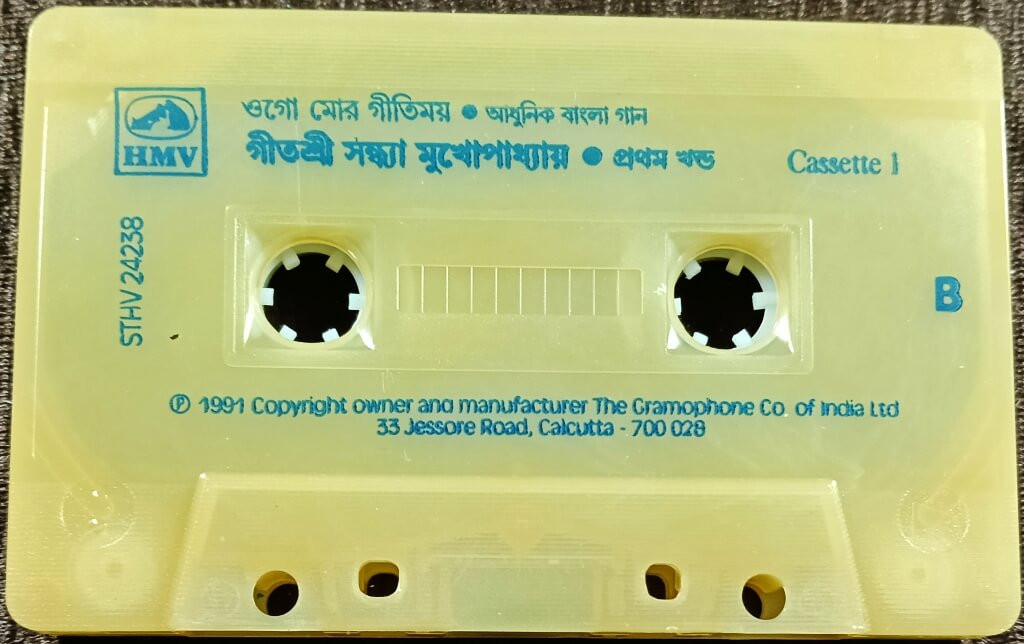 HMV
ওগো মোর গীতিময় ● আধুনিক বাংলা গান
গীতশ্রী সন্ধ্যা মুখোপাধ্যায় ● প্রথম খন্ড
Cassette 1
STHV 24238
B
℗ 1991 Copyright owner and manufacturer The Gramophone Co. of India Ltd
33 Jessore Road, Calcutta - 700 028